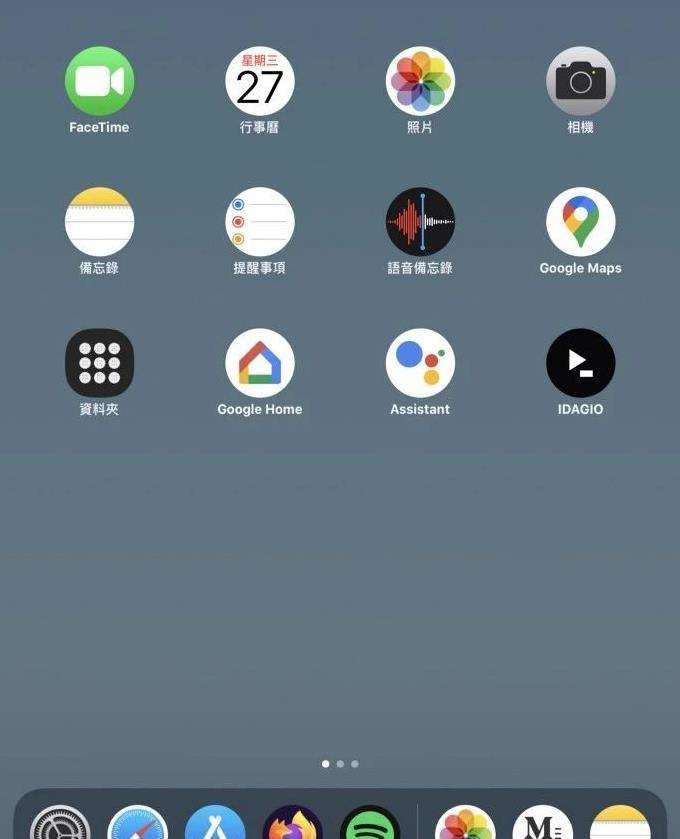 星期三
27
FaceTime
行事曆
照片
相機
備忘錄
提醒事項
語音備忘錄
Google Maps
資料夾
Google Home
Assistant
IDAGIO
M